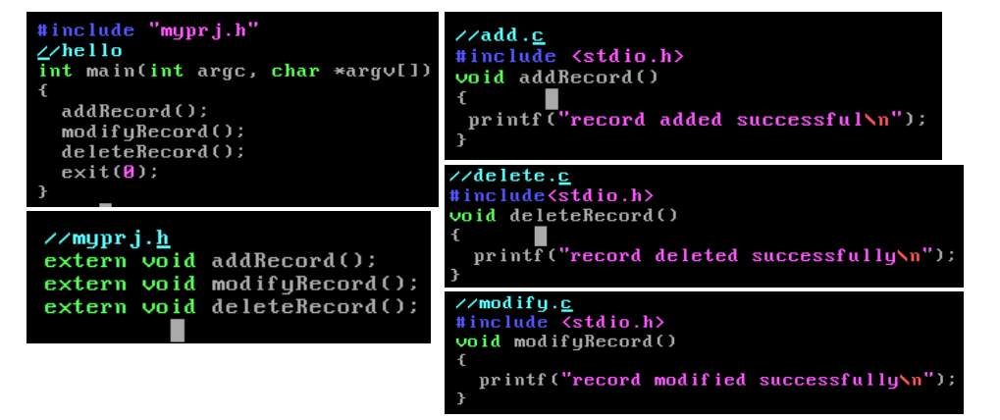 #include "myprj.h"
//hello
int main(int argc, char *argv[])
{
  addRecord();
  modifyRecord();
  deleteRecord();
  exit(0);
}
//myprj.h
extern void addRecord();
extern void modifyRecord();
extern void deleteRecord();
//add.c
#include <stdio.h>
void addRecord()
{
 printf("record added successful\n");
}
//delete.c
#include<stdio.h>
void deleteRecord()
{
  printf("record deleted successfully\n");
}
//modify.c
#include <stdio.h>
void modifyRecord()
{
  printf("record modified successfully\n");
}